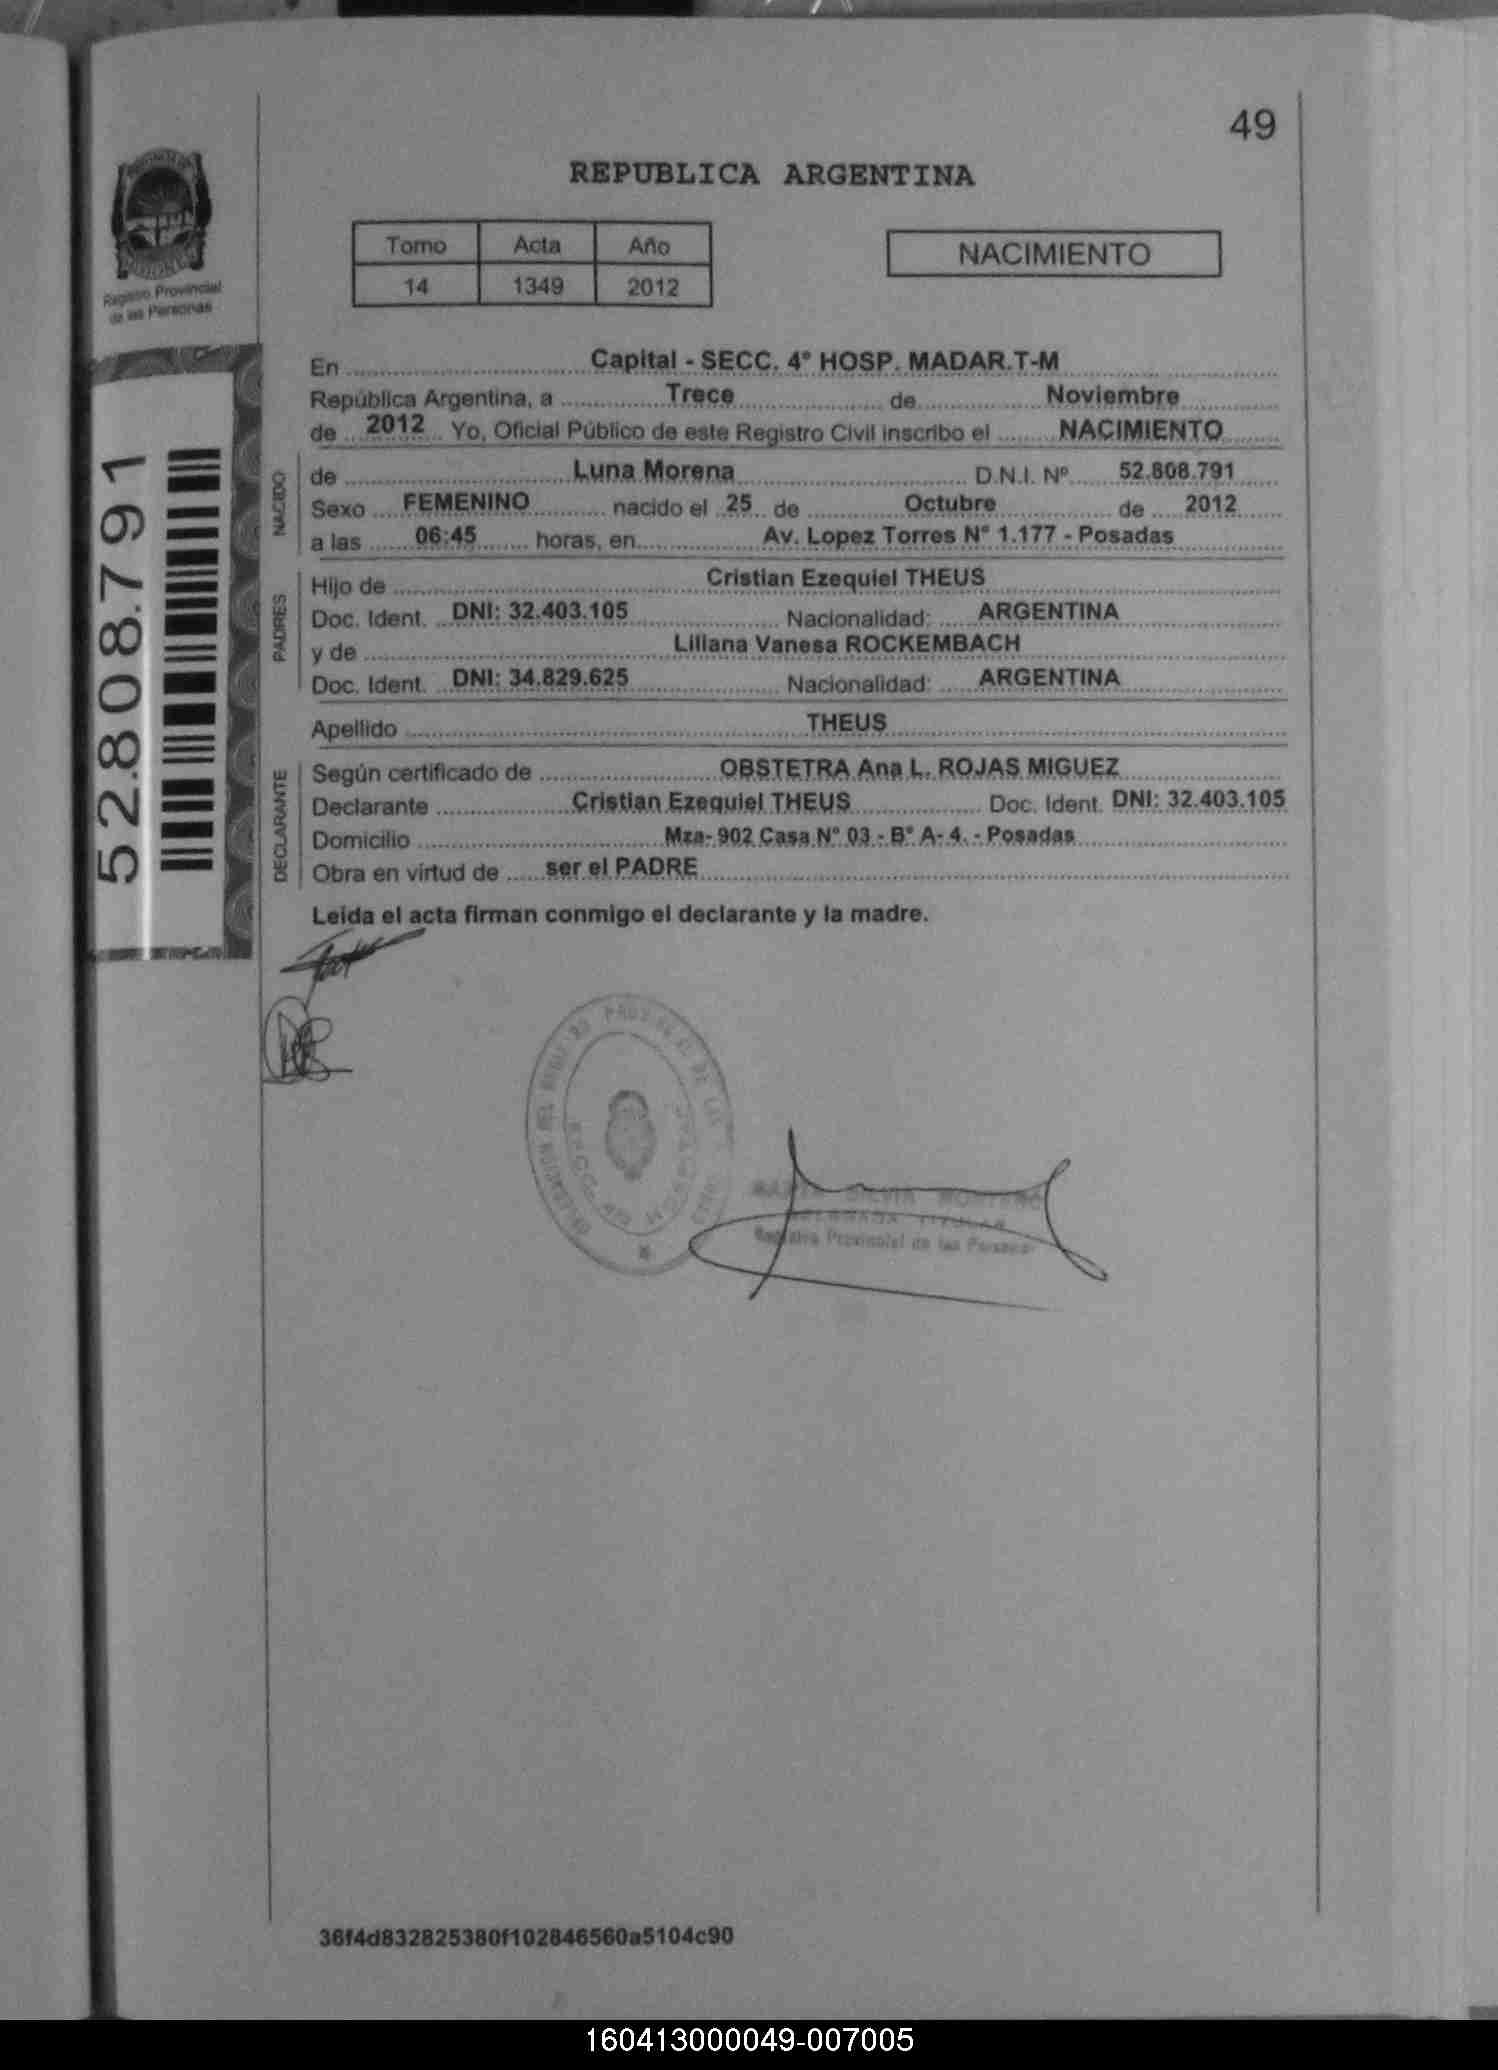 49
REPUBLICA ARGENTINA
Tomo Acta Año
14 1349 2012
NACIMIENTO
Registro Provincial
de las Personas
52.808.791
En Capital - SECC. 4° HOSP. MADAR.T-M
República Argentina, a Trece de Noviembre
de 2012 Yo, Oficial Público de este Registro Civil inscribo el NACIMIENTO
NACIDO
de Luna Morena D.N.I. Nº 52.808.791
Sexo FEMENINO nacido el 25 de Octubre de 2012
a las 06:45 horas, en Av. Lopez Torres N° 1.177 - Posadas
PADRES
Hijo de Cristian Ezequiel THEUS
Doc. Ident. DNI: 32.403.105 Nacionalidad: ARGENTINA
y de Liliana Vanesa ROCKEMBACH
Doc. Ident. DNI: 34.829.625 Nacionalidad: ARGENTINA
Apellido THEUS
DECLARANTE
Según certificado de OBSTETRA Ana L. ROJAS MIGUEZ
Declarante Cristian Ezequiel THEUS Doc. Ident. DNI: 32.403.105
Domicilio Mza- 902 Casa N° 03 - B° A- 4. - Posadas
Obra en virtud de ser el PADRE
Leída el acta firman conmigo el declarante y la madre.
SILVIA
TITULAR
Registro Provincial de las Personas
36f4d832825380f102846560a5104c90
160413000049-007005